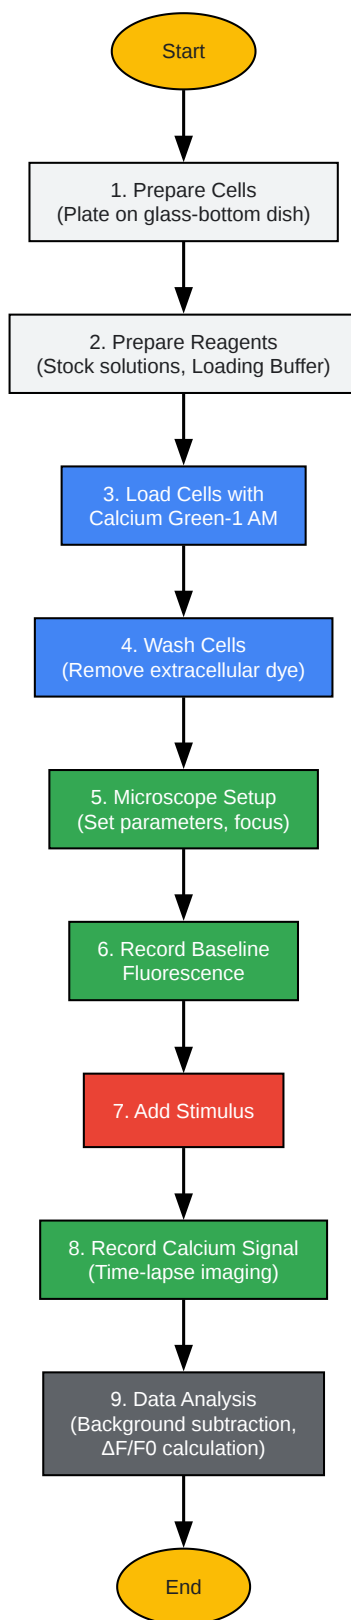 Start
1. Prepare Cells
(Plate on glass-bottom dish)
2. Prepare Reagents
(Stock solutions, Loading Buffer)
3. Load Cells with
Calcium Green-1 AM
4. Wash Cells
(Remove extracellular dye)
5. Microscope Setup
(Set parameters, focus)
6. Record Baseline
Fluorescence
7. Add Stimulus
8. Record Calcium Signal
(Time-lapse imaging)
9. Data Analysis
(Background subtraction,
ΔF/F0 calculation)
End